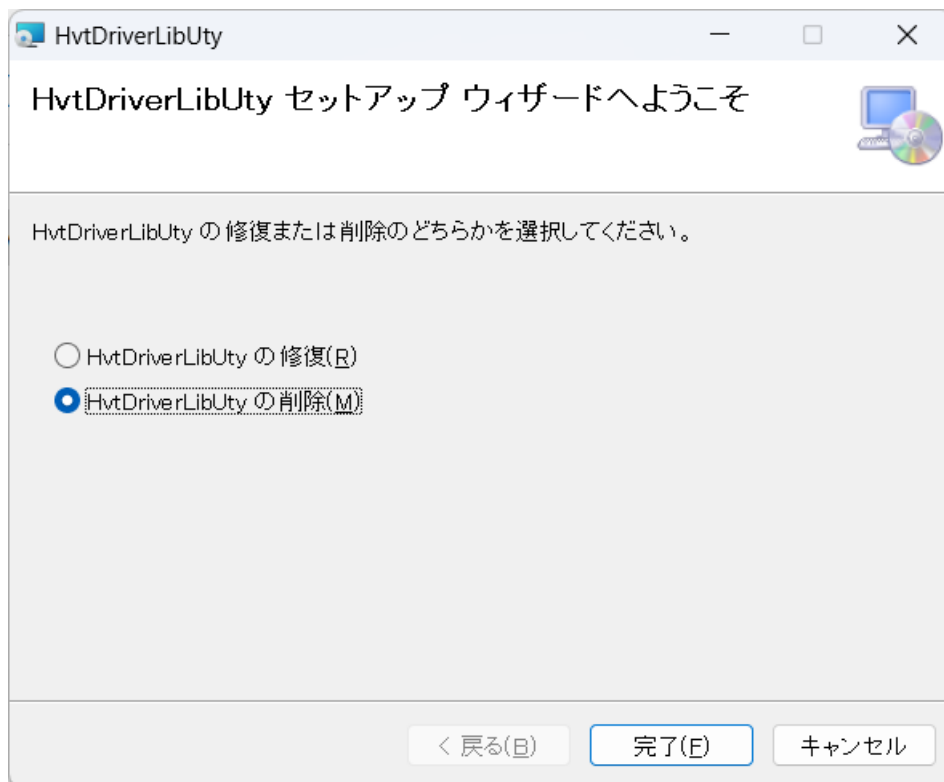 HvtDriverLibUty
HvtDriverLibUty セットアップ ウィザードへようこそ
HvtDriverLibUty の修復または削除のどちらかを選択してください。
HvtDriverLibUty の修復(R)
HvtDriverLibUty の削除(M)
< 戻る(B)
完了(F)
キャンセル